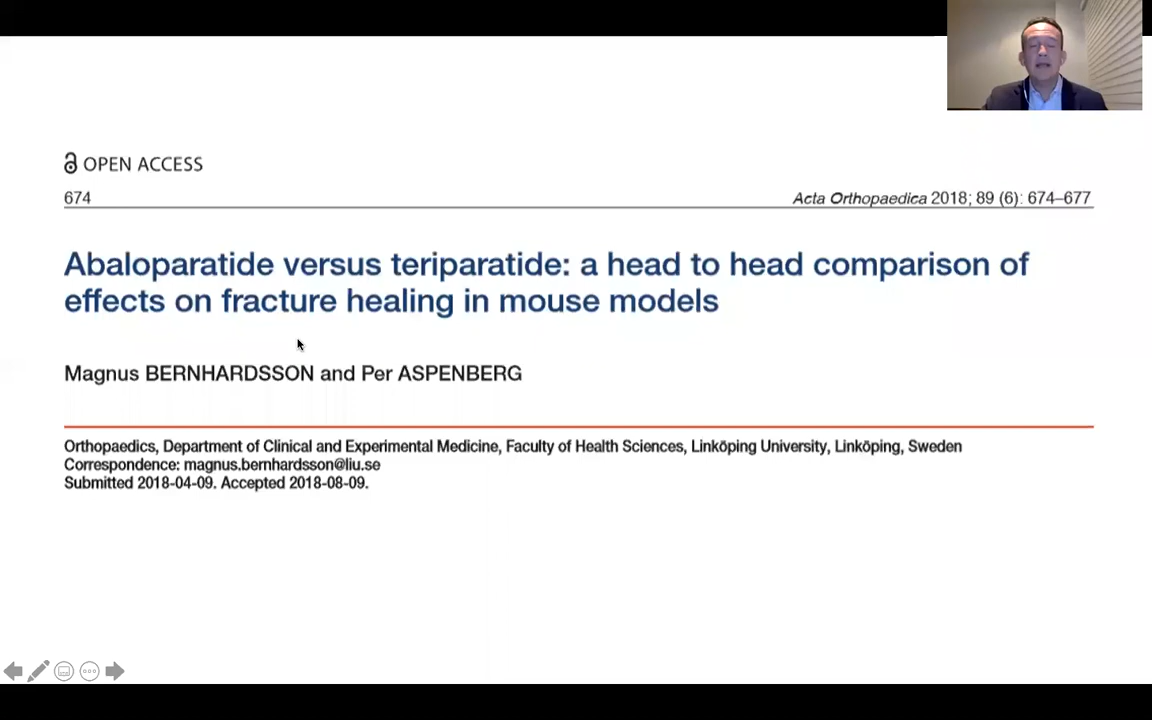 OPEN ACCESS
674
Acta Orthopaedica 2018; 89 (6): 674–677
Abaloparatide versus teriparatide: a head to head comparison of
effects on fracture healing in mouse models
Magnus BERNHARDSSON and Per ASPENBERG
Orthopaedics, Department of Clinical and Experimental Medicine, Faculty of Health Sciences, Linköping University, Linköping, Sweden
Correspondence: magnus.bernhardsson@liu.se
Submitted 2018-04-09. Accepted 2018-08-09.